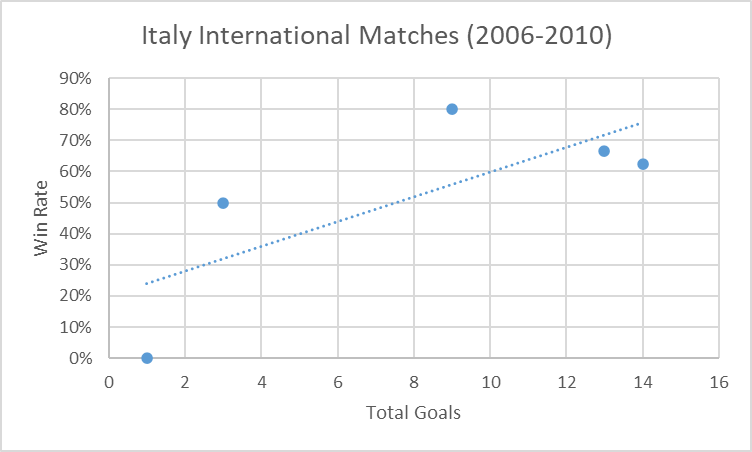 Italy International Matches (2006-2010)
90%
80%
70%
60%
50%
40%
30%
20%
10%
0%
Win Rate
0 2 4 6 8 10 12 14 16
Total Goals